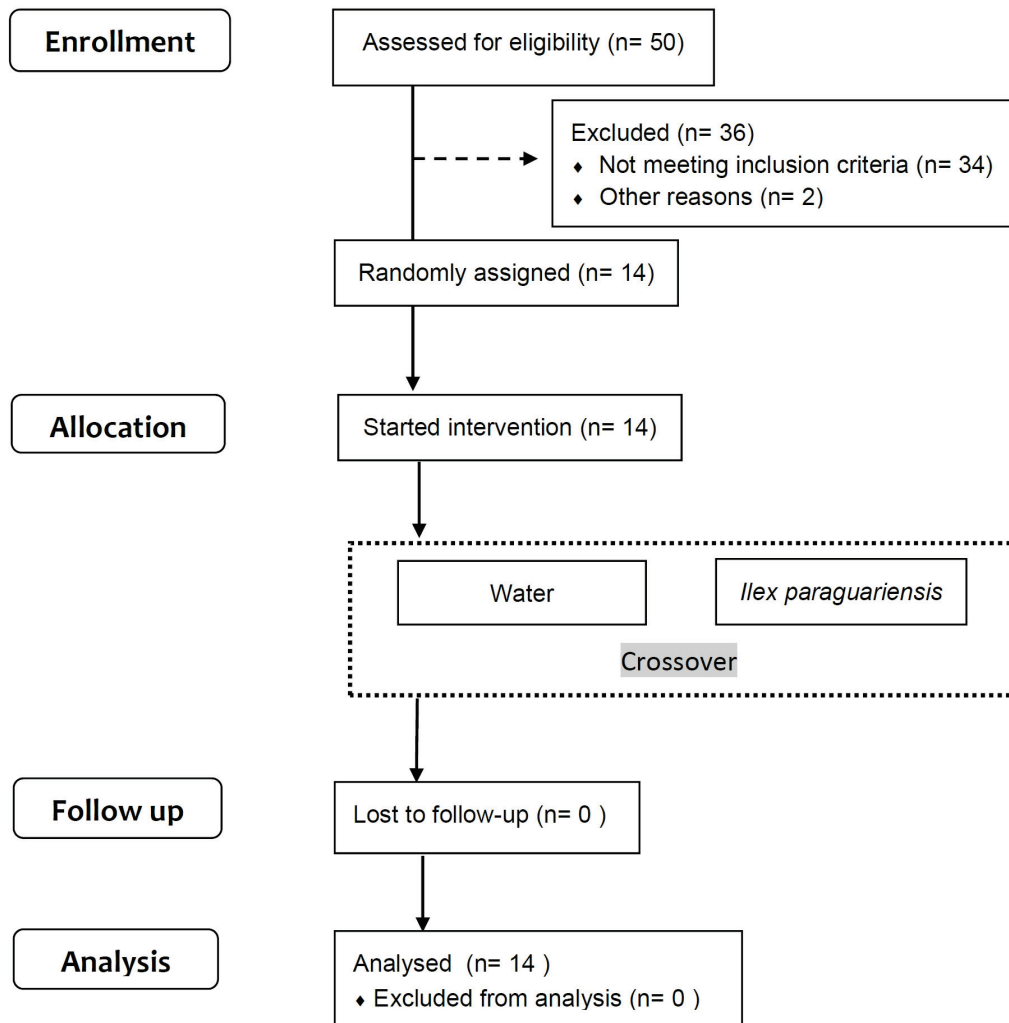 Enrollment
Assessed for eligibility (n= 50)
Excluded (n= 36)
♦ Not meeting inclusion criteria (n= 34)
♦ Other reasons (n= 2)
Randomly assigned (n= 14)
Allocation
Started intervention (n= 14)
Water
Ilex paraguariensis
Crossover
Follow up
Lost to follow-up (n= 0 )
Analysis
Analysed (n= 14 )
♦ Excluded from analysis (n= 0 )